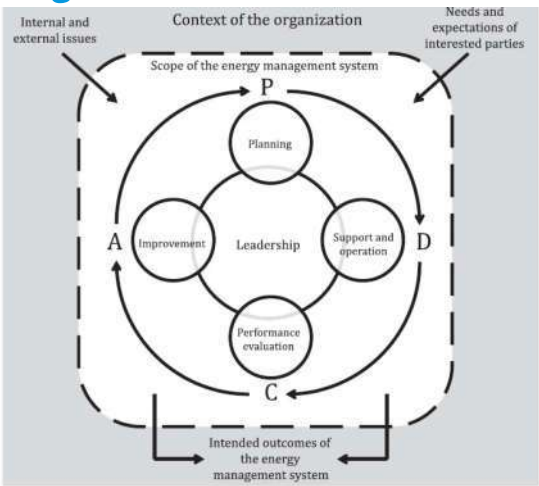 Internal and
external issues
Context of the organization
Needs and
expectations of
interested parties
Scope of the energy management system
P
Planning
A
Improvement
Leadership
Support and
operation
D
Performance
evaluation
C
Intended outcomes of
the energy
management system